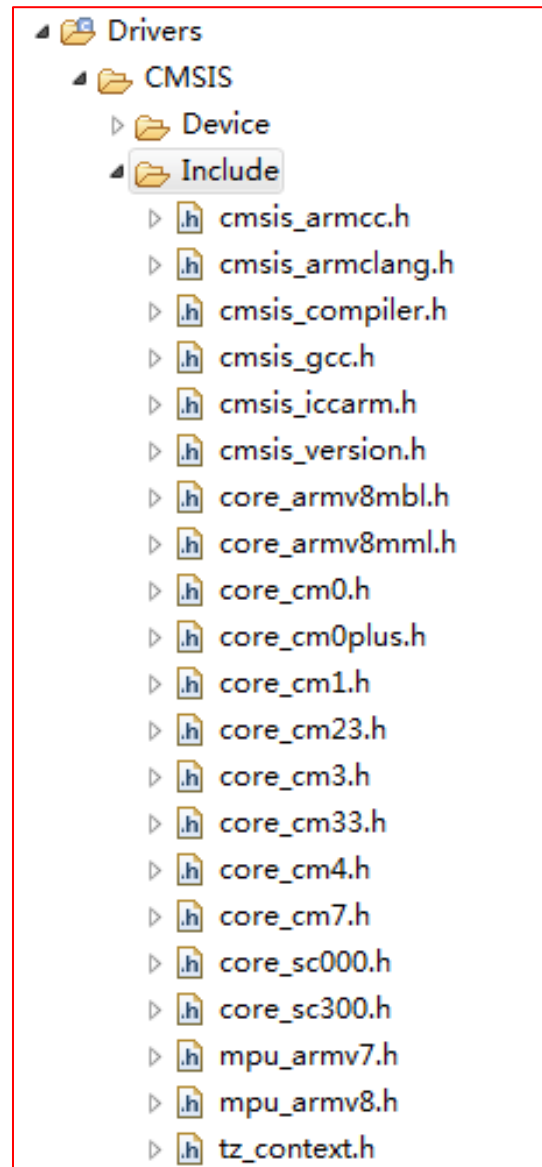 Drivers
CMSIS
Device
Include
cmsis_armcc.h
cmsis_armclang.h
cmsis_compiler.h
cmsis_gcc.h
cmsis_iccarm.h
cmsis_version.h
core_armv8mbl.h
core_armv8mml.h
core_cm0.h
core_cm0plus.h
core_cm1.h
core_cm23.h
core_cm3.h
core_cm33.h
core_cm4.h
core_cm7.h
core_sc000.h
core_sc300.h
mpu_armv7.h
mpu_armv8.h
tz_context.h